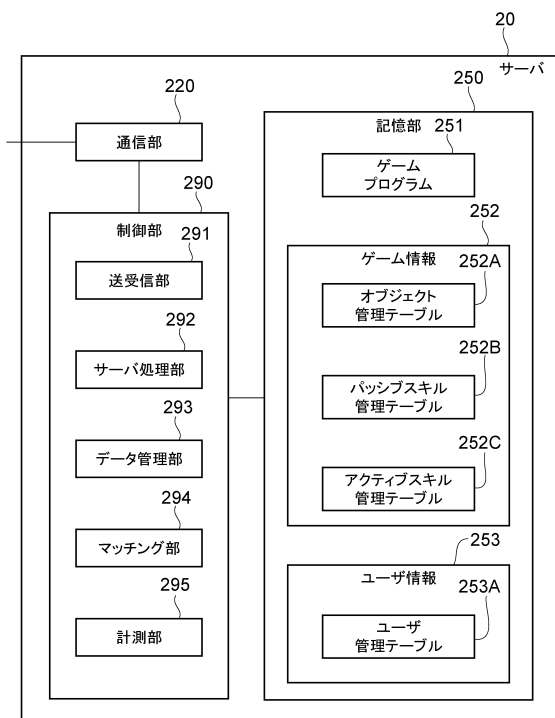 20
サーバ
220
通信部
290
制御部
291
送受信部
292
サーバ処理部
293
データ管理部
294
マッチング部
295
計測部
250
記憶部
251
ゲーム
プログラム
252
ゲーム情報
252A
オブジェクト
管理テーブル
252B
パッシブスキル
管理テーブル
252C
アクティブスキル
管理テーブル
253
ユーザ情報
253A
ユーザ
管理テーブル